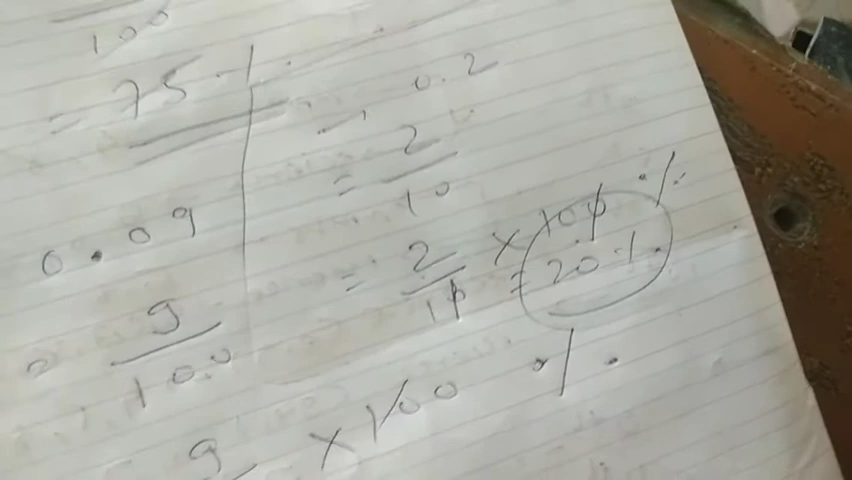 100
= 75 %
0.09
= 9
100
9 × 100 %
0.2
= 2
10
= 2 × 100 %
10
= 20 %